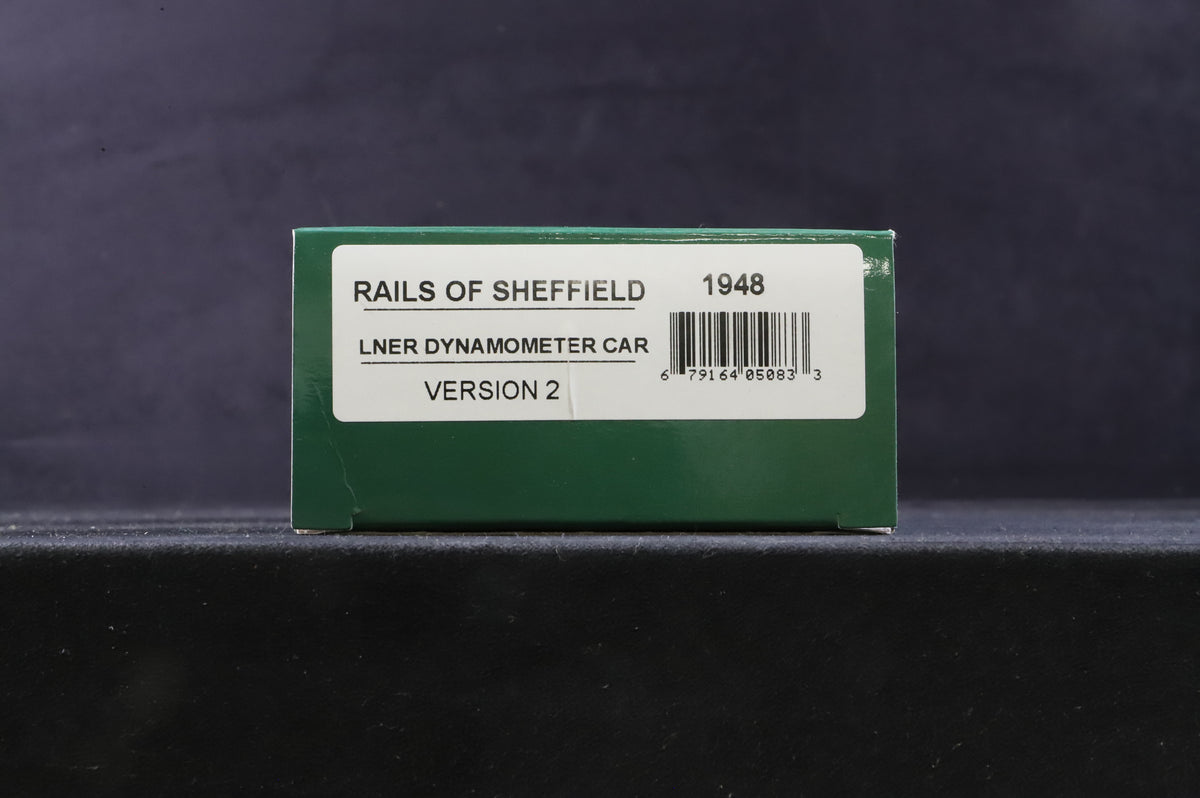 RAILS OF SHEFFIELD
LNER DYNAMOMETER CAR
VERSION 2
1948
6 79164 05083 3